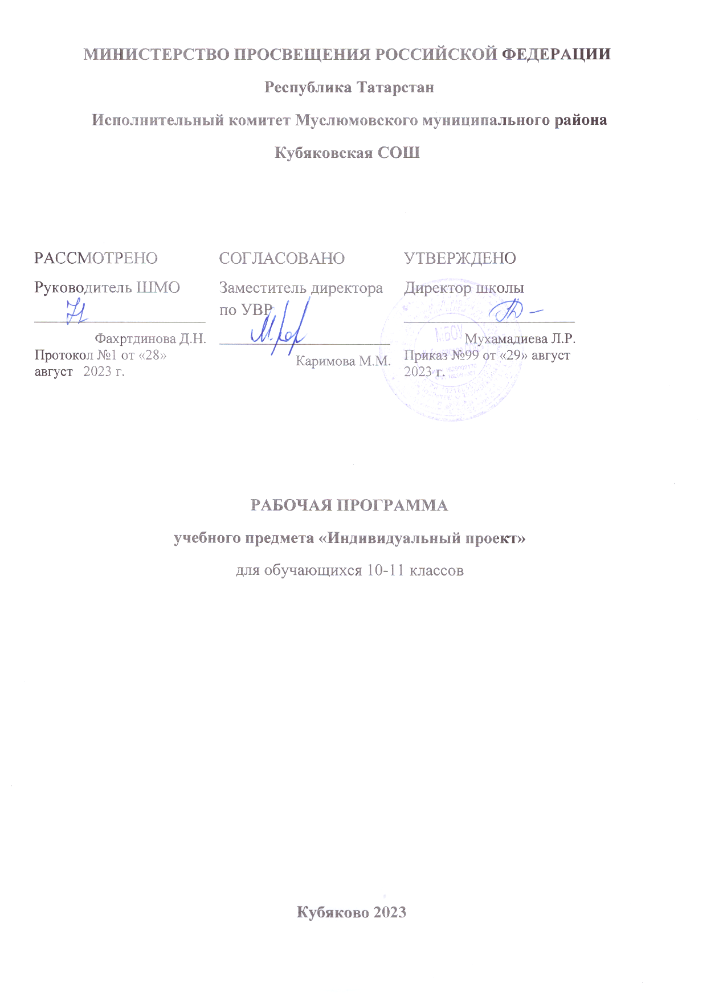 МИНИСТЕРСТВО ПРОСВЕЩЕНИЯ РОССИЙСКОЙ ФЕДЕРАЦИИ
Республика Татарстан
Исполнительный комитет Муслюмовского муниципального района
Кубяковская СОШ
РАССМОТРЕНО
Руководитель ШМО
Фахртдинова Д.Н.
Протокол №1 от «28»
август 2023 г.
СОГЛАСОВАНО
Заместитель директора
по УВР
Каримова М.М.
УТВЕРЖДЕНО
Директор школы
Мухамадиева Л.Р.
Приказ №99 от «29» август
2023 г.
МБОУ
РАБОЧАЯ ПРОГРАММА
учебного предмета «Индивидуальный проект»
для обучающихся 10-11 классов
Кубяково 2023